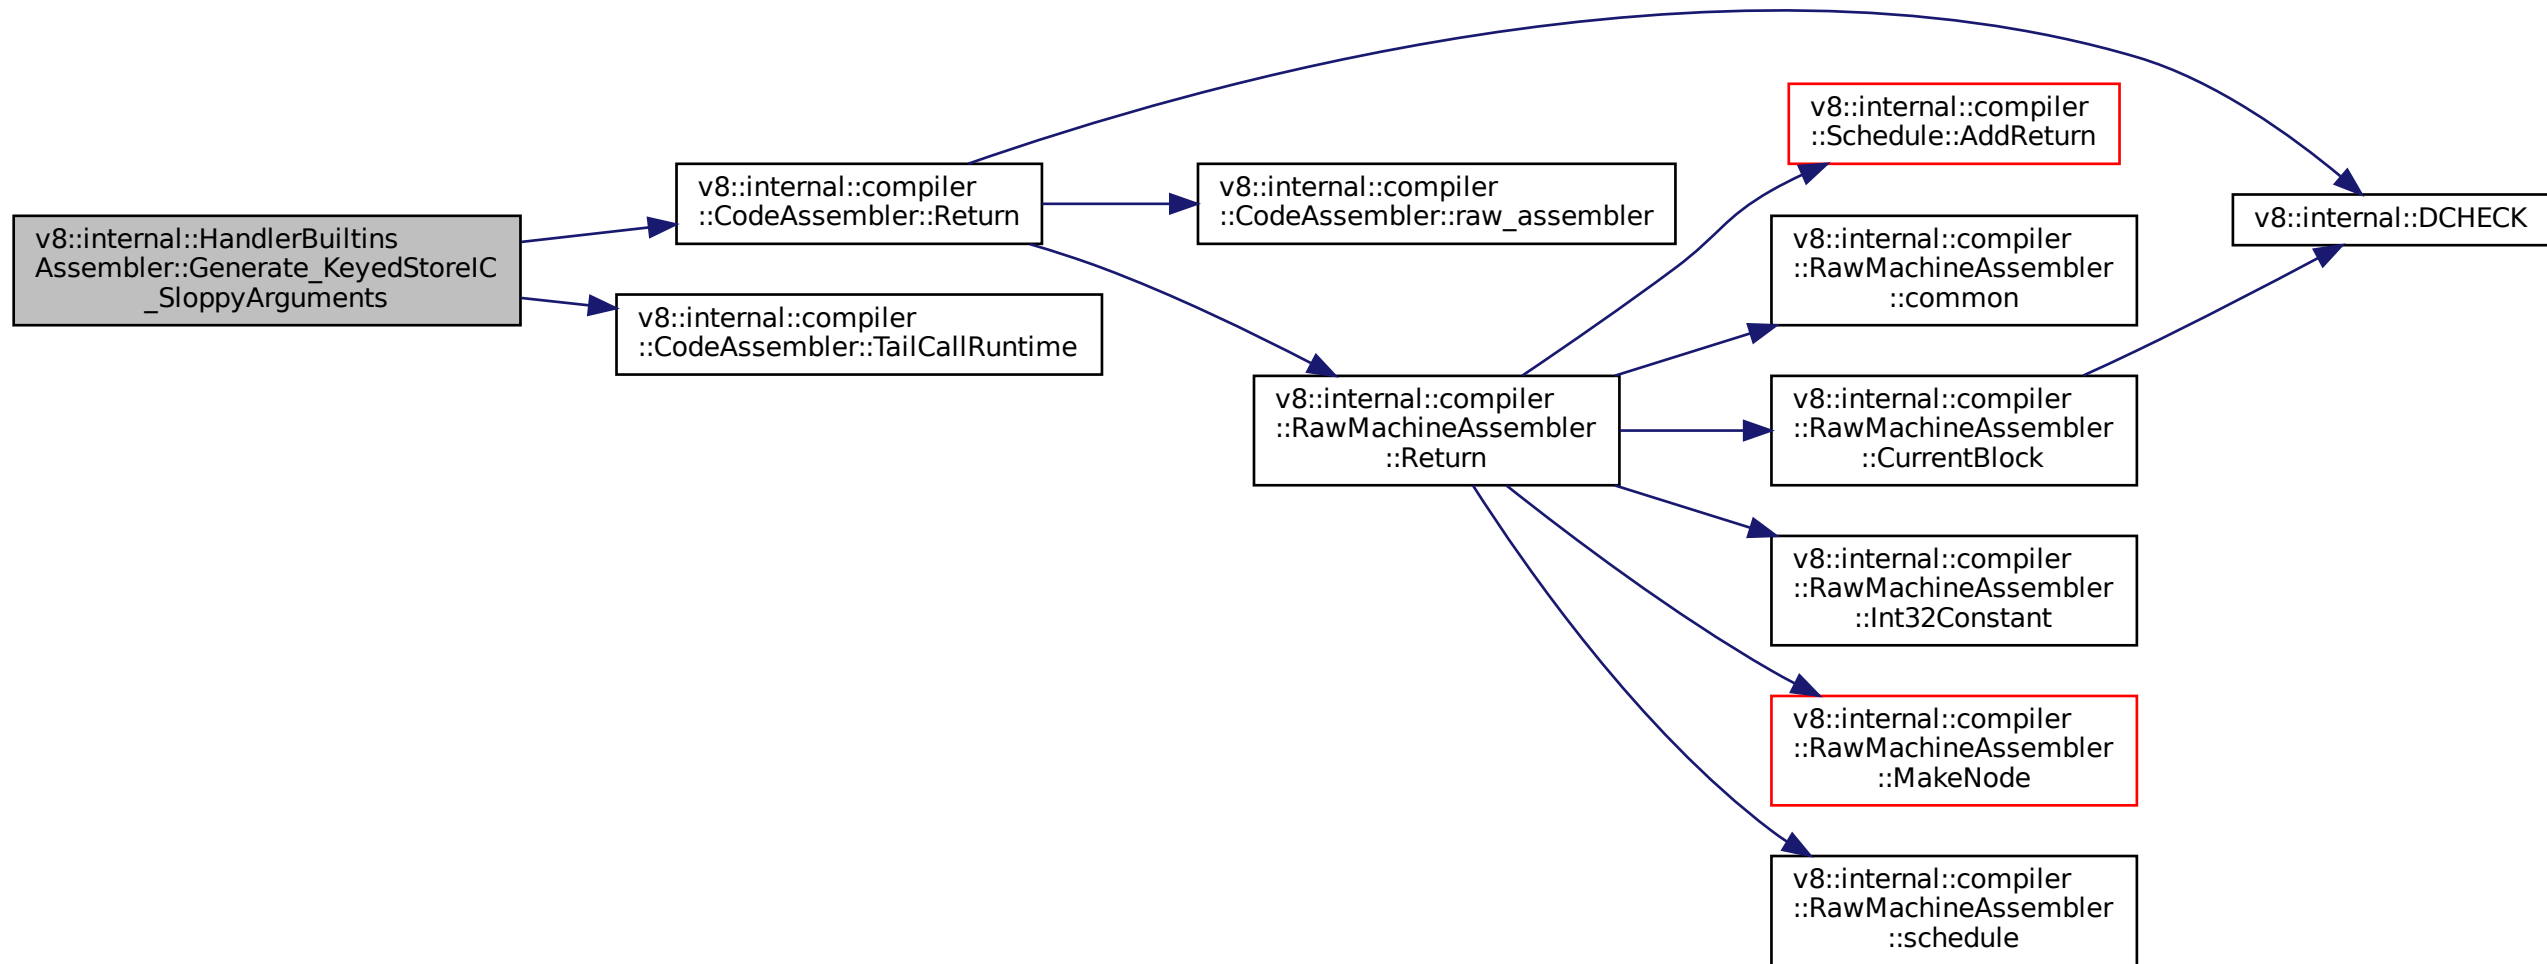 v8::internal::HandlerBuiltins
Assembler::Generate_KeyedStoreIC
_SloppyArguments
v8::internal::compiler
::CodeAssembler::Return
v8::internal::compiler
::CodeAssembler::TailCallRuntime
v8::internal::compiler
::CodeAssembler::raw_assembler
v8::internal::compiler
::RawMachineAssembler
::Return
v8::internal::compiler
::Schedule::AddReturn
v8::internal::compiler
::RawMachineAssembler
::common
v8::internal::compiler
::RawMachineAssembler
::CurrentBlock
v8::internal::compiler
::RawMachineAssembler
::Int32Constant
v8::internal::compiler
::RawMachineAssembler
::MakeNode
v8::internal::compiler
::RawMachineAssembler
::schedule
v8::internal::DCHECK